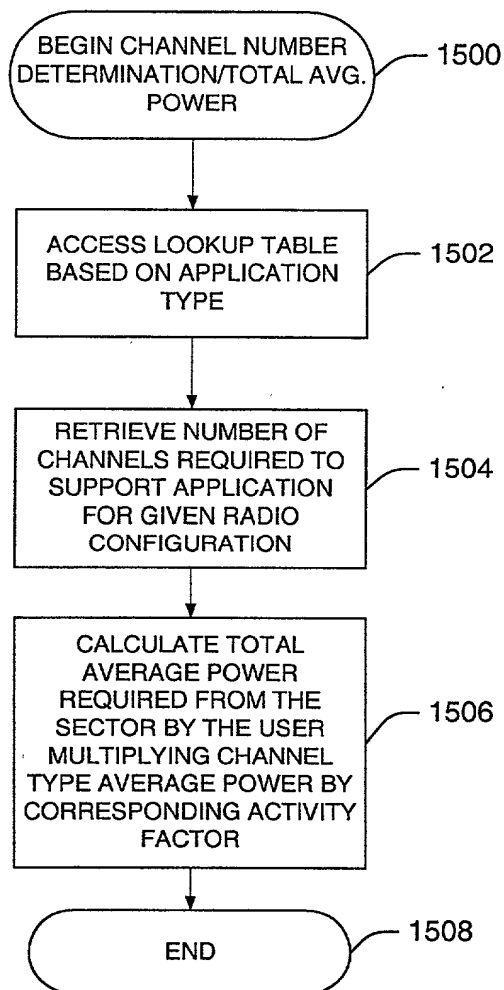 BEGIN CHANNEL NUMBER
DETERMINATION/TOTAL AVG.
POWER
1500
ACCESS LOOKUP TABLE
BASED ON APPLICATION
TYPE
1502
RETRIEVE NUMBER OF
CHANNELS REQUIRED TO
SUPPORT APPLICATION
FOR GIVEN RADIO
CONFIGURATION
1504
CALCULATE TOTAL
AVERAGE POWER
REQUIRED FROM THE
SECTOR BY THE USER
MULTIPLYING CHANNEL
TYPE AVERAGE POWER BY
CORRESPONDING ACTIVITY
FACTOR
1506
END
1508